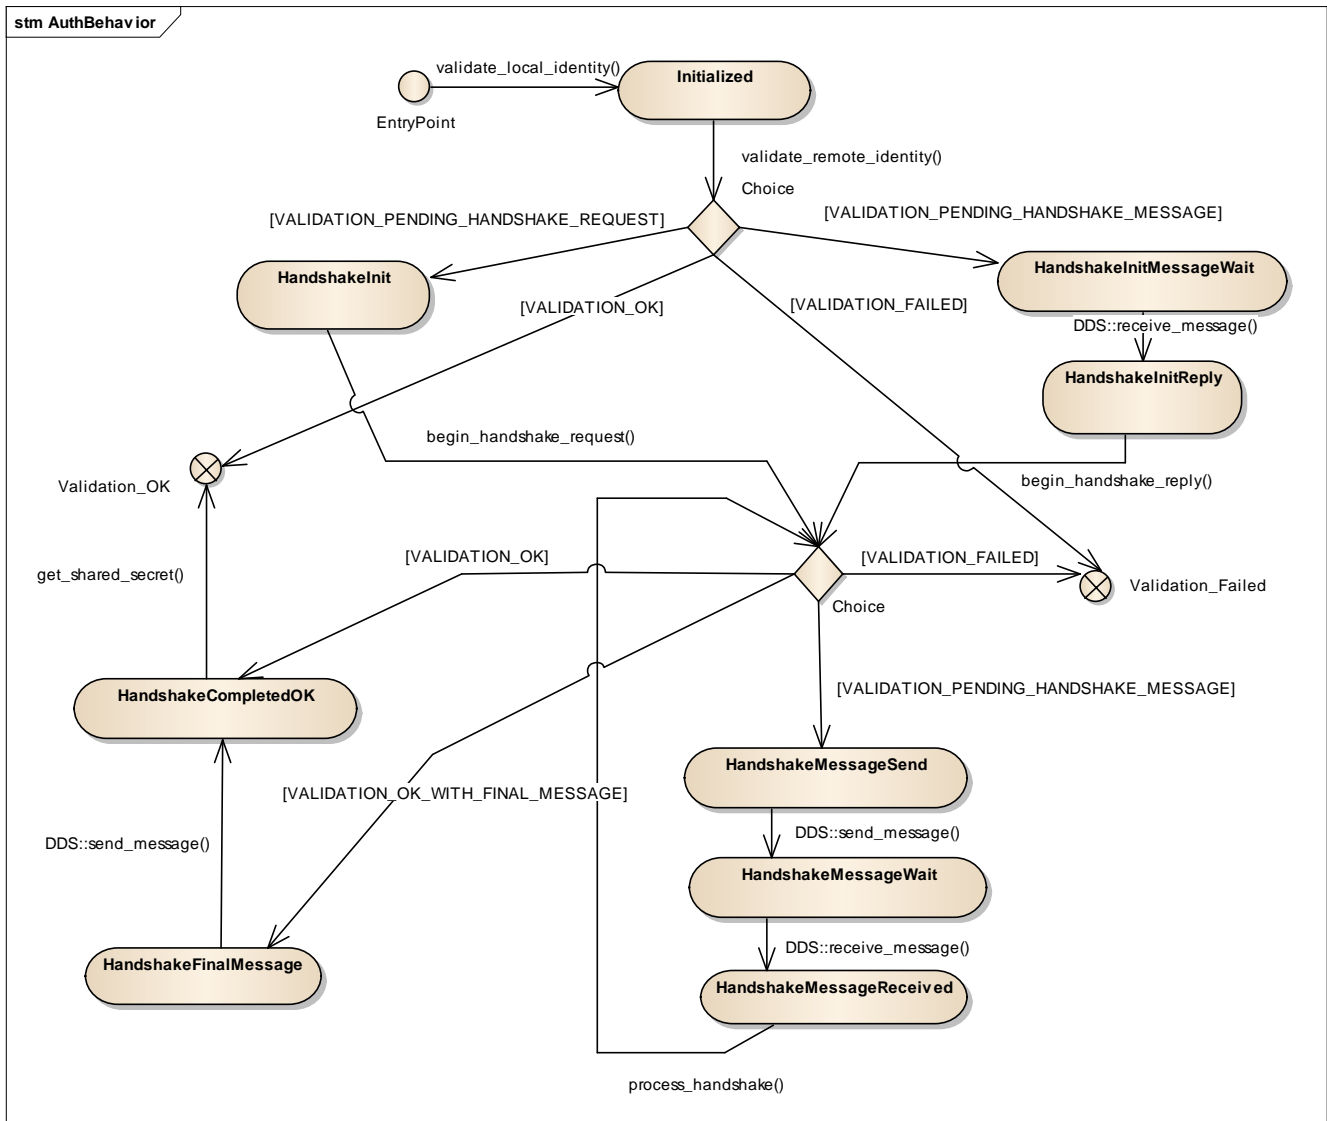 stm AuthBehavior
validate_local_identity()
Initialized
EntryPoint
validate_remote_identity()
Choice
[VALIDATION_PENDING_HANDSHAKE_REQUEST]
[VALIDATION_PENDING_HANDSHAKE_MESSAGE]
HandshakeInit
HandshakeInitMessageWait
[VALIDATION_OK]
[VALIDATION_FAILED]
DDS::receive_message()
HandshakeInitReply
begin_handshake_request()
Validation_OK
begin_handshake_reply()
[VALIDATION_OK]
[VALIDATION_FAILED]
get_shared_secret()
Validation_Failed
Choice
HandshakeCompletedOK
[VALIDATION_PENDING_HANDSHAKE_MESSAGE]
HandshakeMessageSend
[VALIDATION_OK_WITH_FINAL_MESSAGE]
DDS::send_message()
DDS::send_message()
HandshakeMessageWait
DDS::receive_message()
HandshakeFinalMessage
HandshakeMessageReceived
process_handshake()